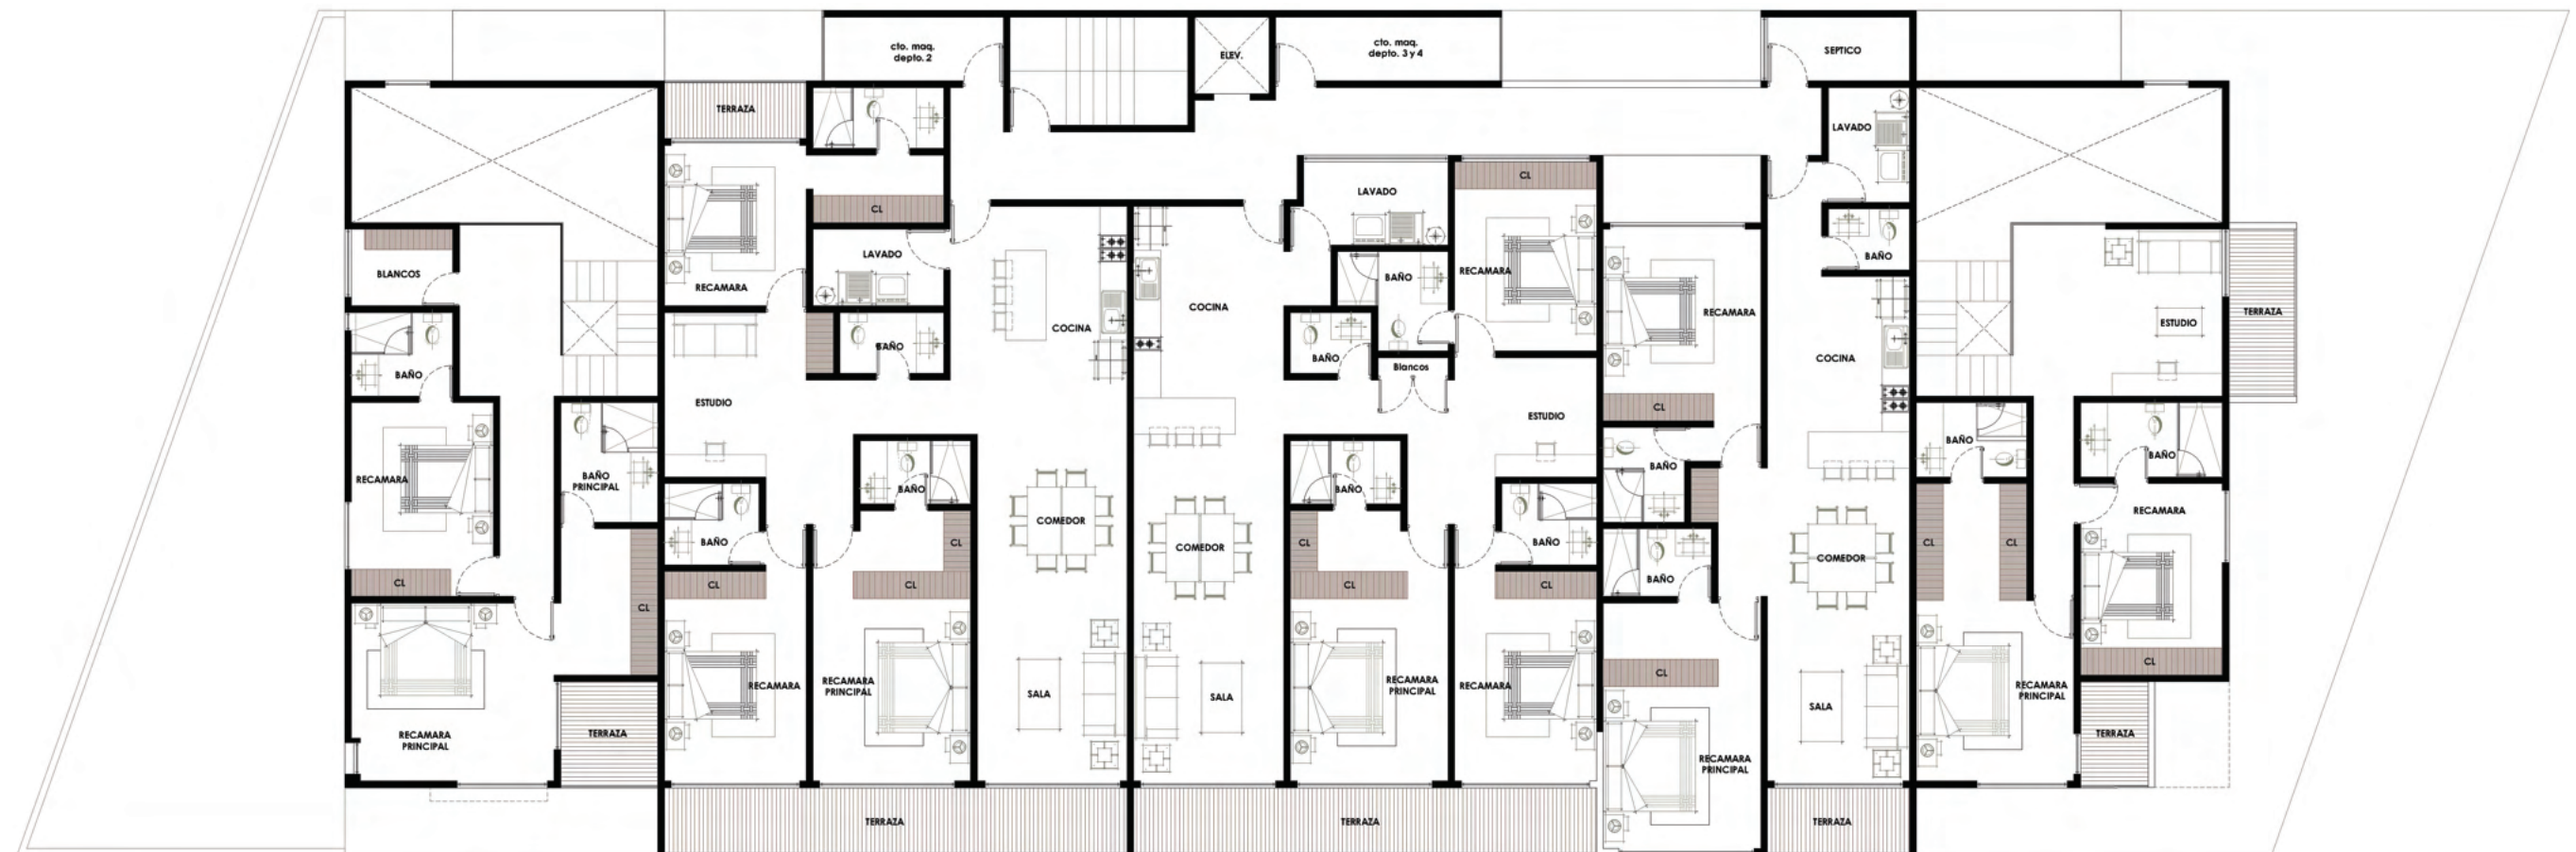 cto. maq.
depto. 2
ELEV.
cto. maq.
depto. 3 y 4
SEPTICO
TERRAZA
LAVADO
CL
CL
LAVADO
BLANCOS
LAVADO
RECAMARA
BAÑO
RECAMARA
BAÑO
RECAMARA
BAÑO
ESTUDIO
TERRAZA
COCINA
COCINA
BAÑO
BAÑO
Blancos
COCINA
BAÑO
ESTUDIO
ESTUDIO
CL
RECAMARA
BAÑO
PRINCIPAL
BAÑO
BAÑO
BAÑO
BAÑO
BAÑO
RECAMARA
COMEDOR
COMEDOR
COMEDOR
BAÑO
CL
CL
BAÑO
BAÑO
CL
CL
CL
CL
CL
CL
CL
CL
CL
RECAMARA
RECAMARA
PRINCIPAL
SALA
SALA
RECAMARA
PRINCIPAL
RECAMARA
CL
SALA
RECAMARA
PRINCIPAL
CL
RECAMARA
PRINCIPAL
TERRAZA
RECAMARA
PRINCIPAL
TERRAZA
TERRAZA
TERRAZA
TERRAZA